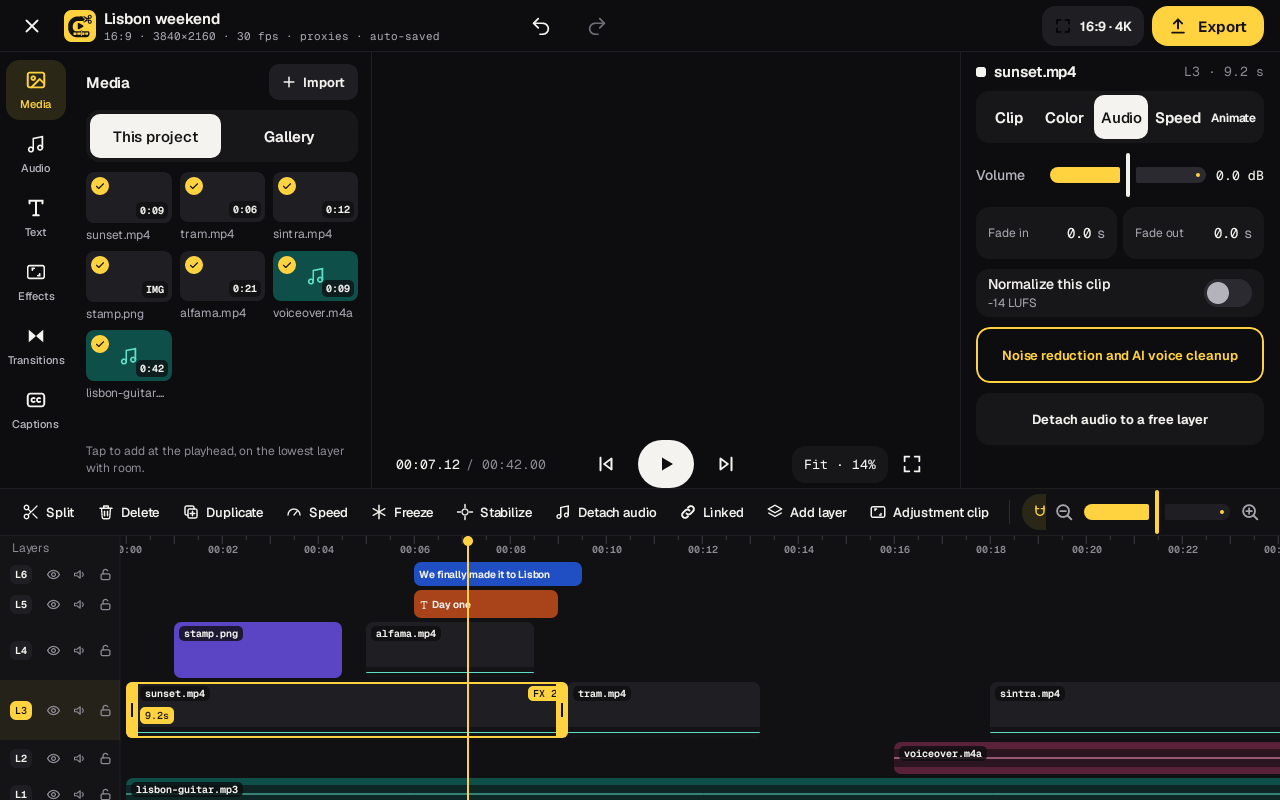 Lisbon weekend
16:9 · 3840×2160 · 30 fps · proxies · auto-saved
16:9 · 4K
Export
Media
Audio
Text
Effects
Transitions
Captions
Media
Import
This project
Gallery
0:09
0:06
0:12
sunset.mp4
tram.mp4
sintra.mp4
IMG
0:21
0:09
stamp.png
alfama.mp4
voiceover.m4a
0:42
lisbon-guitar...
Tap to add at the playhead, on the lowest layer
with room.
00:07.12 / 00:42.00
Fit · 14%
sunset.mp4
L3 · 9.2 s
Clip
Color
Audio
Speed
Animate
Volume
0.0 dB
Fade in
0.0 s
Fade out
0.0 s
Normalize this clip
-14 LUFS
Noise reduction and AI voice cleanup
Detach audio to a free layer
Split
Delete
Duplicate
Speed
Freeze
Stabilize
Detach audio
Linked
Add layer
Adjustment clip
Layers
0:00
00:02
00:04
00:06
00:08
00:10
00:12
00:14
00:16
00:18
00:20
00:22
00:
L6
We finally made it to Lisbon
L5
Day one
L4
stamp.png
alfama.mp4
L3
sunset.mp4
FX 2
9.2s
tram.mp4
sintra.mp4
L2
voiceover.m4a
L1
lisbon-guitar.mp3